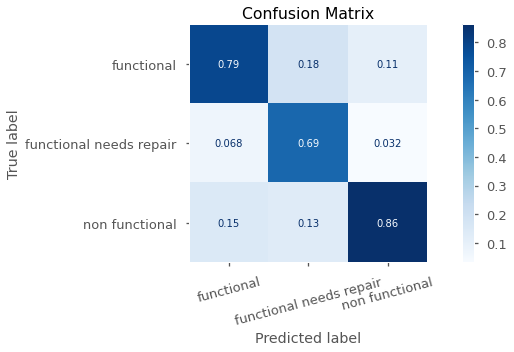 Confusion Matrix
True label
functional
0.79 0.18 0.11
functional needs repair
0.068 0.69 0.032
non functional
0.15 0.13 0.86
functional
functional needs repair
non functional
Predicted label
0.8
0.7
0.6
0.5
0.4
0.3
0.2
0.1